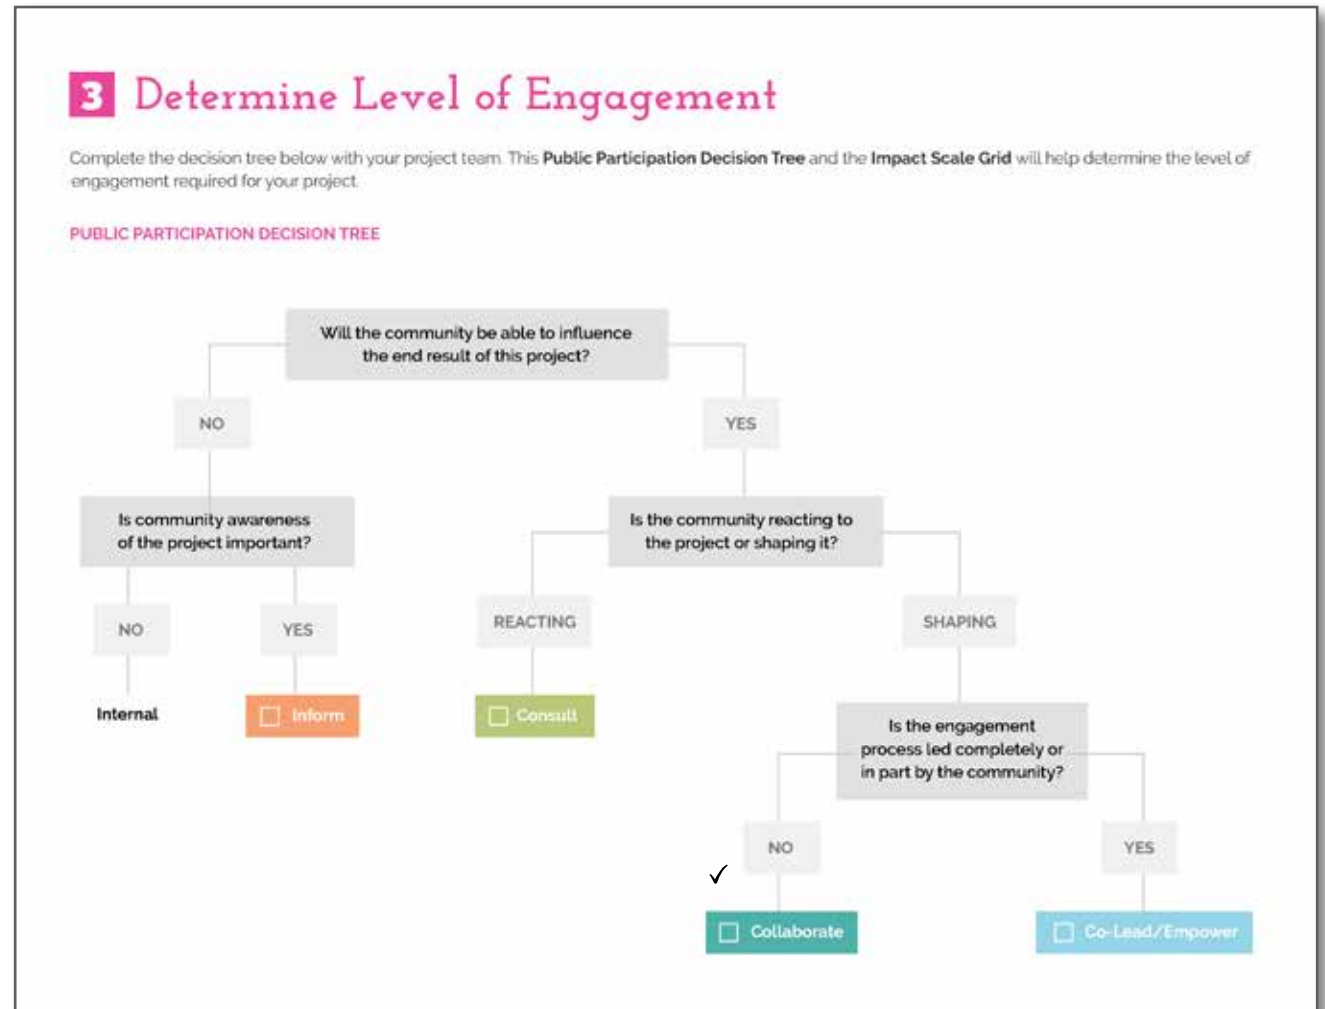 3 Determine Level of Engagement
Complete the decision tree below with your project team. This Public Participation Decision Tree and the Impact Scale Grid will help determine the level of
engagement required for your project.
PUBLIC PARTICIPATION DECISION TREE
Will the community be able to influence
the end result of this project?
NO
YES
Is community awareness
of the project important?
Is the community reacting to
the project or shaping it?
NO
YES
REACTING
SHAPING
Internal
Inform
Consult
Is the engagement
process led completely or
in part by the community?
NO
YES
✓
Collaborate
Co-Lead/Empower